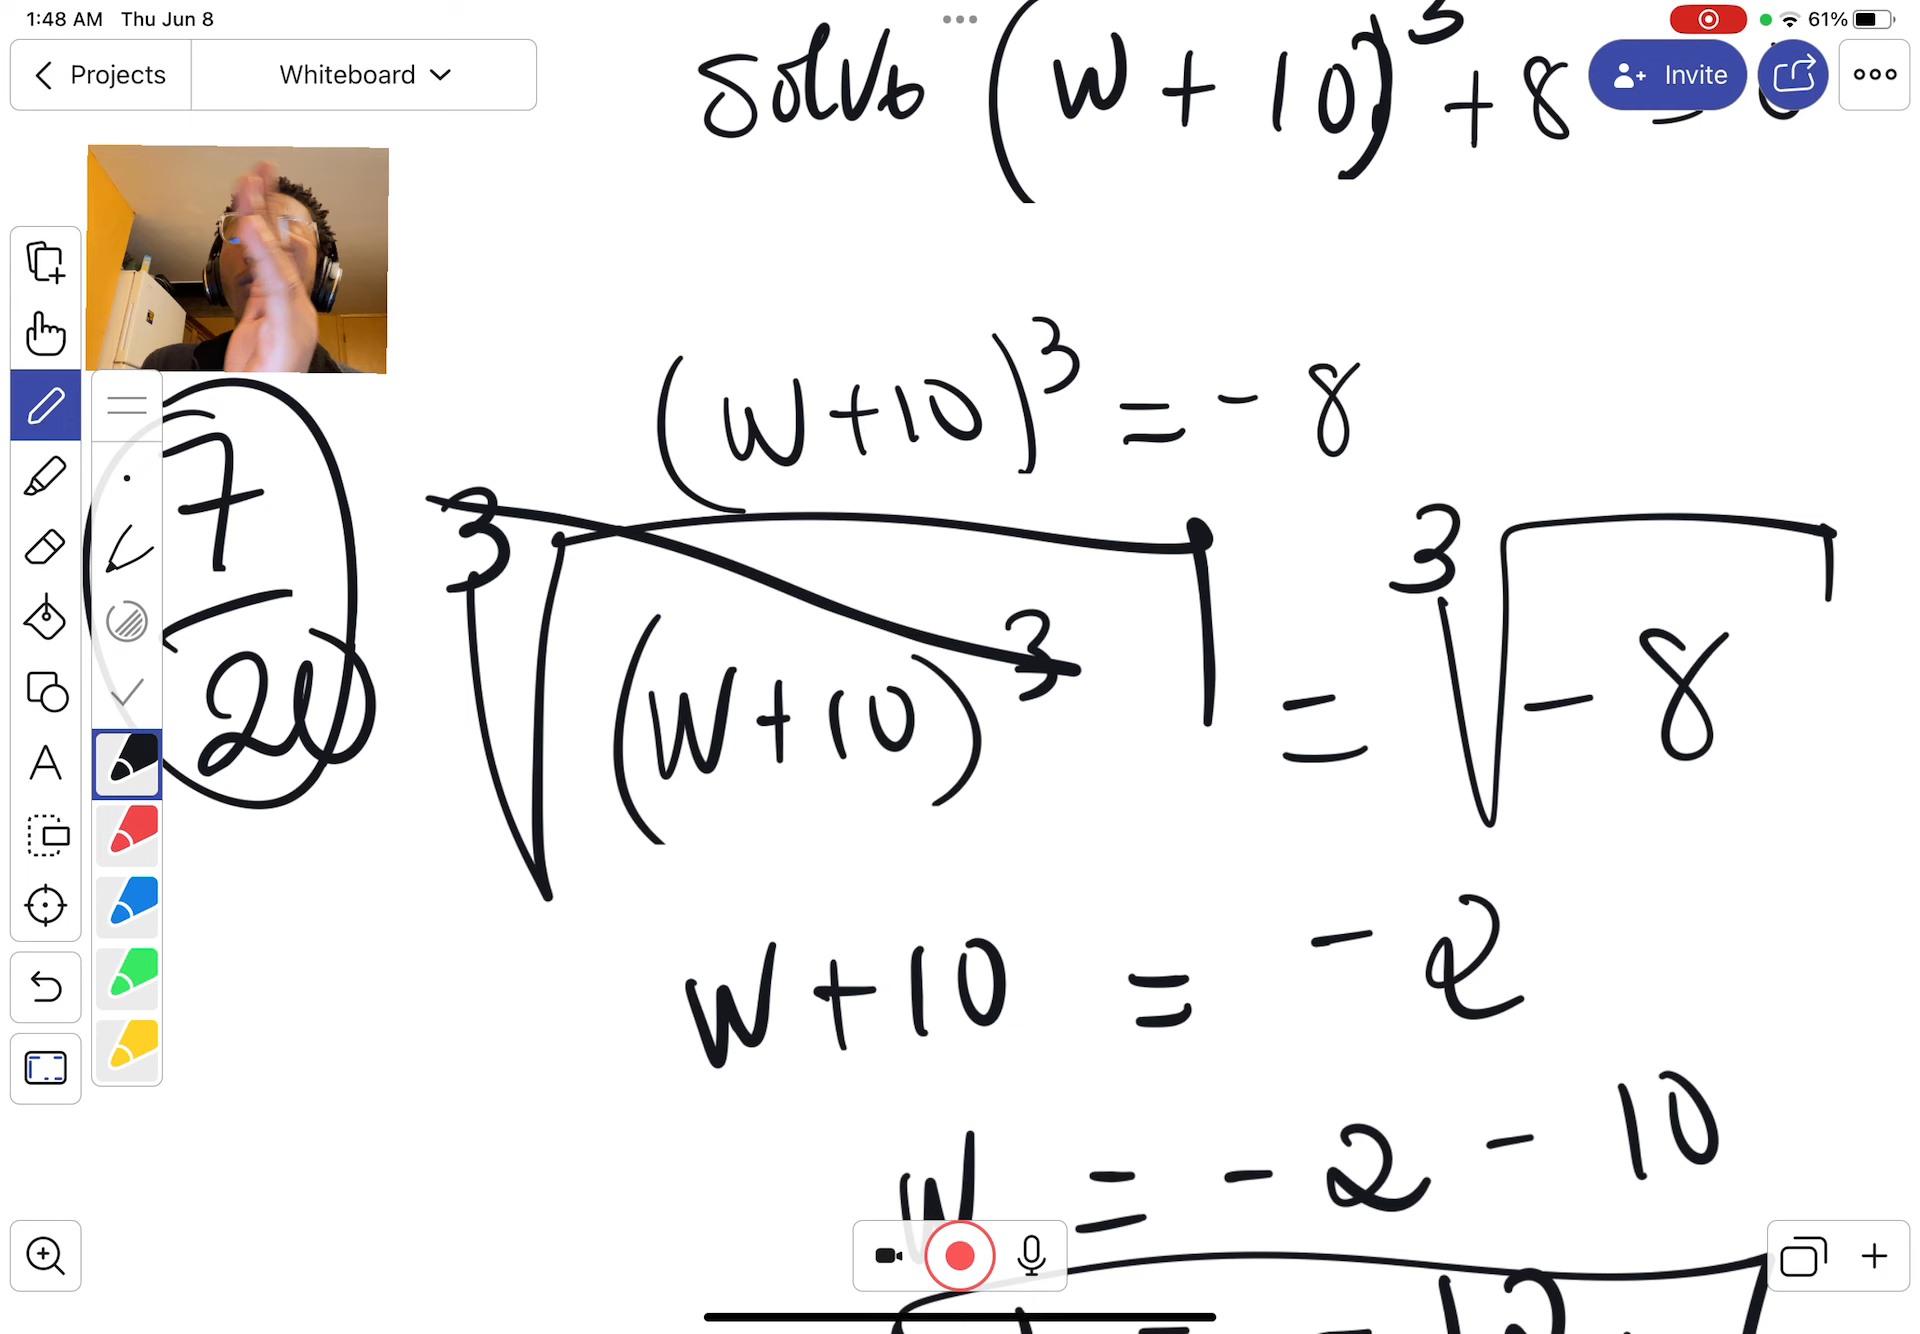 1:48 AM Thu Jun 8
61%
Projects
Whiteboard
Invite
solve (w + 10)³ + 8 =
(w+10)³ = - 8
7
20
3√(w+10)³ = 3√-8
w+10 = -2
w = -2 - 10
A